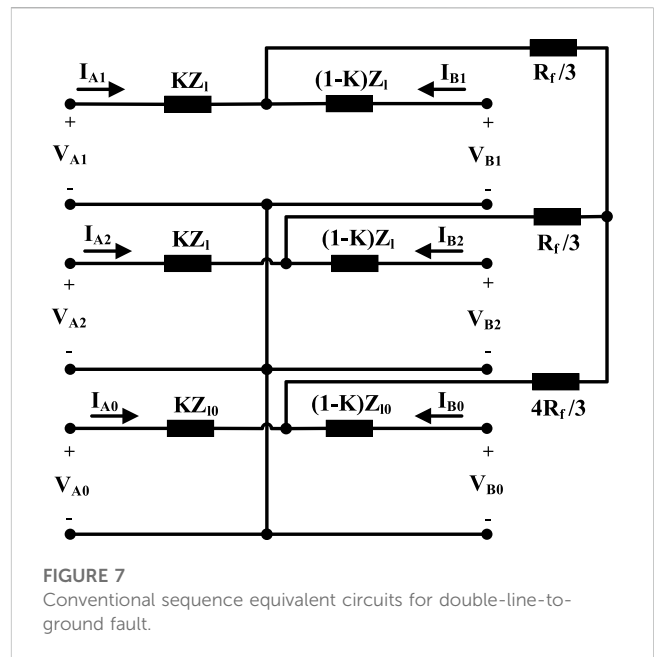 I_A1 KZ_l (1-K)Z_l I_B1 R_f/3
+ +
V_A1 V_B1
- -
I_A2 KZ_l (1-K)Z_l I_B2 R_f/3
+ +
V_A2 V_B2
- -
I_A0 KZ_l0 (1-K)Z_l0 I_B0 4R_f/3
+ +
V_A0 V_B0
- -
FIGURE 7
Conventional sequence equivalent circuits for double-line-to-
ground fault.